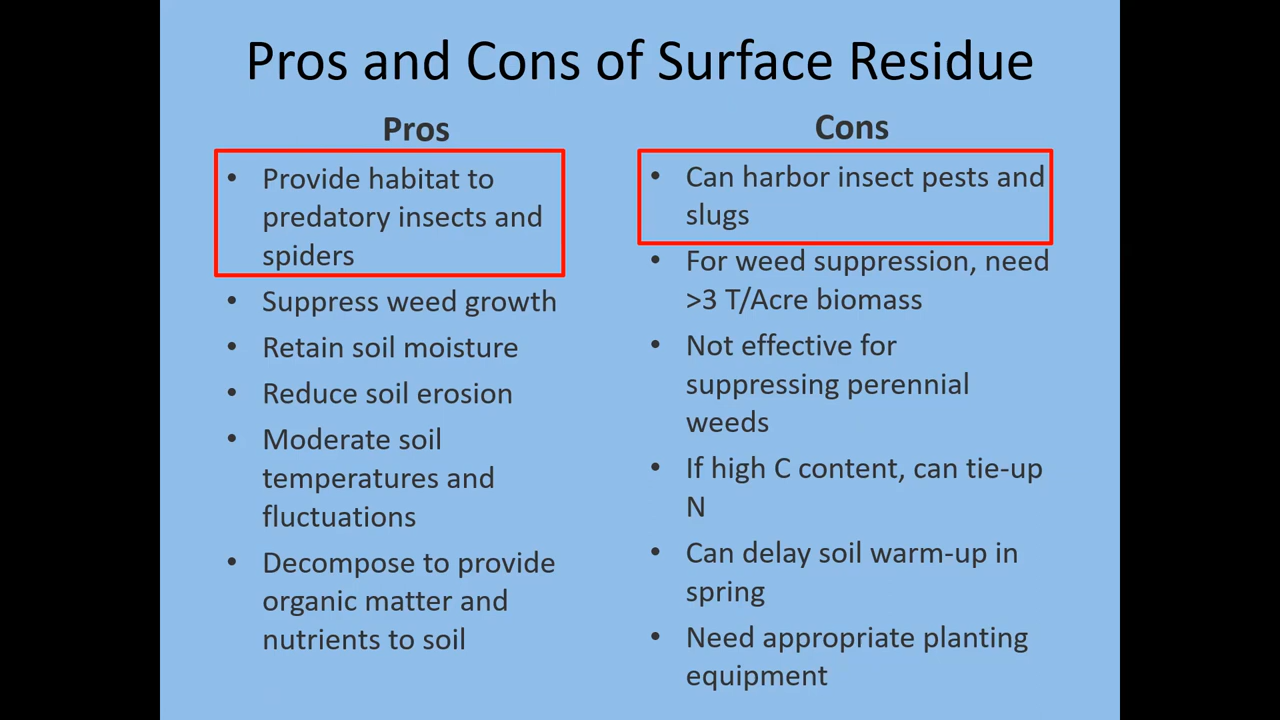 Pros and Cons of Surface Residue
Pros
• Provide habitat to
predatory insects and
spiders
• Suppress weed growth
• Retain soil moisture
• Reduce soil erosion
• Moderate soil
temperatures and
fluctuations
• Decompose to provide
organic matter and
nutrients to soil
Cons
• Can harbor insect pests and
slugs
• For weed suppression, need
>3 T/Acre biomass
• Not effective for
suppressing perennial
weeds
• If high C content, can tie-up
N
• Can delay soil warm-up in
spring
• Need appropriate planting
equipment